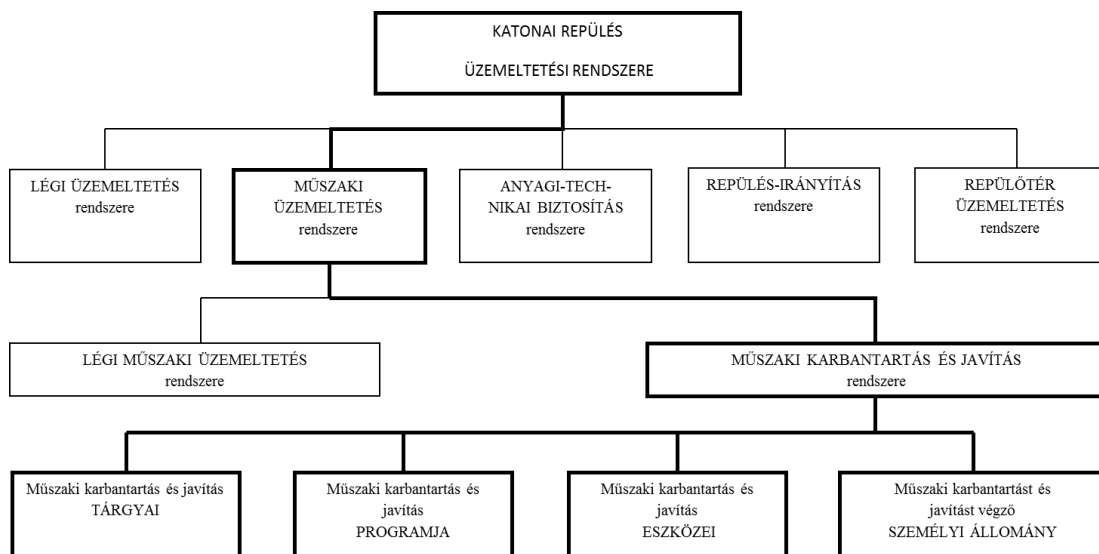 KATONAI REPÜLÉS
ÜZEMELTETÉSI RENDSZERE
LÉGI ÜZEMELTETÉS
rendszere
MŰSZAKI
ÜZEMELTETÉS
rendszere
ANYAGI-TECH-
NIKAI BIZTOSÍTÁS
rendszere
REPÜLÉS-IRÁNYÍTÁS
rendszere
REPÜLŐTÉR
ÜZEMELTETÉS
rendszere
LÉGI MŰSZAKI ÜZEMELTETÉS
rendszere
MŰSZAKI KARBANTARTÁS ÉS JAVÍTÁS
rendszere
Műszaki karbantartás és javítás
TÁRGYAI
Műszaki karbantartás és
javítás
PROGRAMJA
Műszaki karbantartás és
javítás
ESZKÖZEI
Műszaki karbantartást és
javítást végző
SZEMÉLYI ÁLLOMÁNY